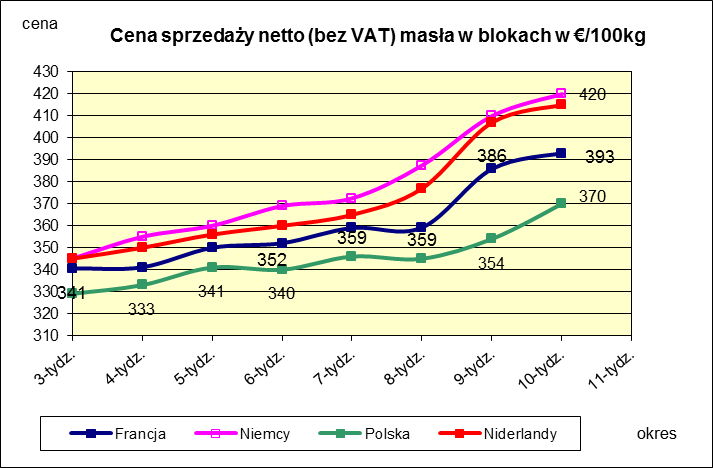 cena
Cena sprzedaży netto (bez VAT) masła w blokach w €/100kg
430
420
410
400
390
380
370
360
350
340
330
320
310
420
386
393
370
359
359
352
354
341
341
340
333
3-tydz.
4-tydz.
5-tydz.
6-tydz.
7-tydz.
8-tydz.
9-tydz.
10-tydz.
11-tydz.
Francja Niemcy Polska Niderlandy
okres